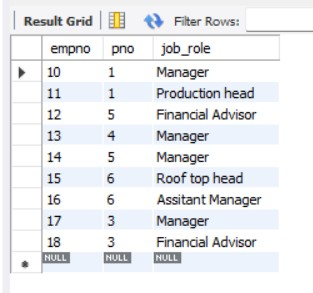 Result Grid Filter Rows:
empno pno job_role
10 1 Manager
11 1 Production head
12 5 Financial Advisor
13 4 Manager
14 5 Manager
15 6 Roof top head
16 6 Assitant Manager
17 3 Manager
18 3 Financial Advisor
NULL NULL NULL